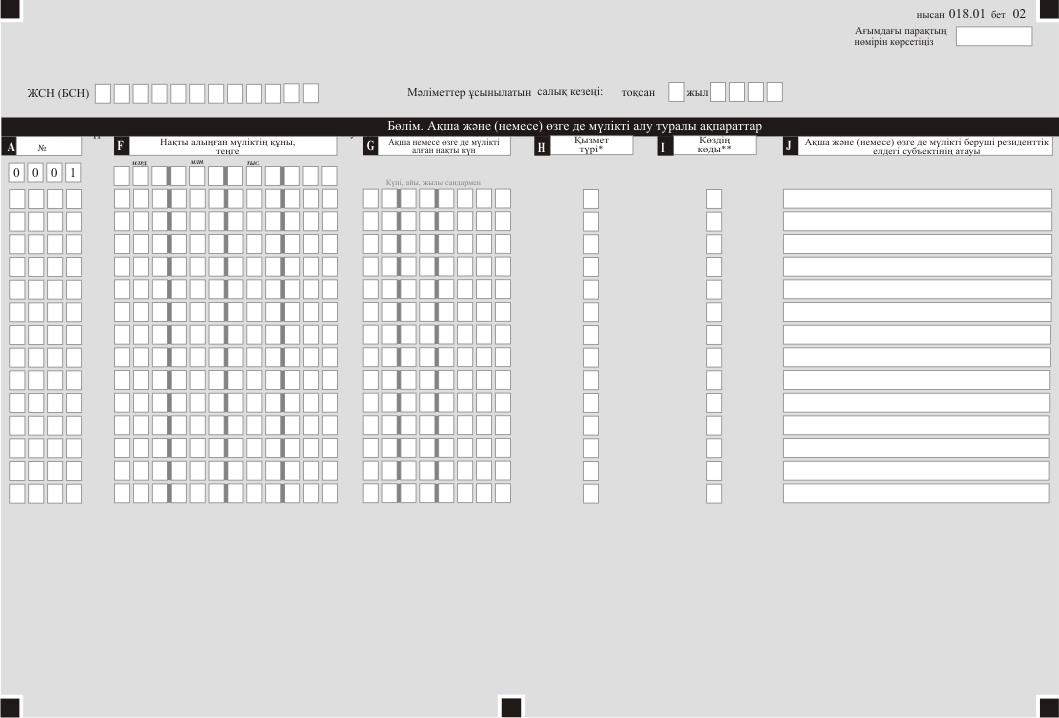 нысан 018.01 бет 02
Ағымдағы парақтың
нөмірін көрсетіңіз
ЖСН (БСН)
Мәліметтер ұсынылатын салық кезеңі: тоқсан жыл
Бөлім. Ақша және (немесе) өзге де мүлікті алу туралы ақпараттар
A №
F Нақты алынған мүліктің құны,
теңге
G Ақша немесе өзге де мүлікті
алған нақты күн
H Қызмет
түрі*
I Көздің
коды**
J Ақша және (немесе) өзге де мүлікті беруші резиденттік
елдегі субъектінің атауы
млрд. млн. тыс.
0 0 0 1
Күні, айы, жылы сандармен